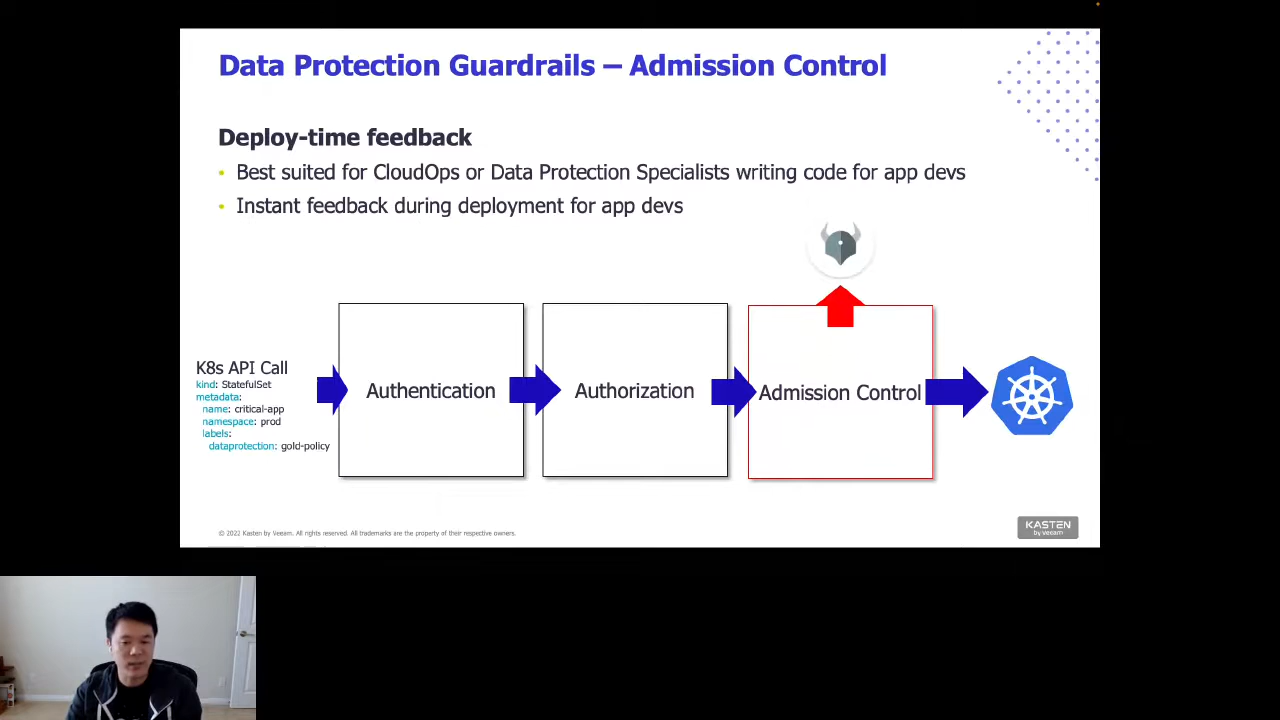 Data Protection Guardrails – Admission Control
Deploy-time feedback
• Best suited for CloudOps or Data Protection Specialists writing code for app devs
• Instant feedback during deployment for app devs
K8s API Call
kind: StatefulSet
metadata:
name: critical-app
namespace: prod
labels:
dataprotection: gold-policy
Authentication
Authorization
Admission Control
© 2022 Kasten by Veeam. All rights reserved. All trademarks are the property of their respective owners.
KASTEN
by veeam